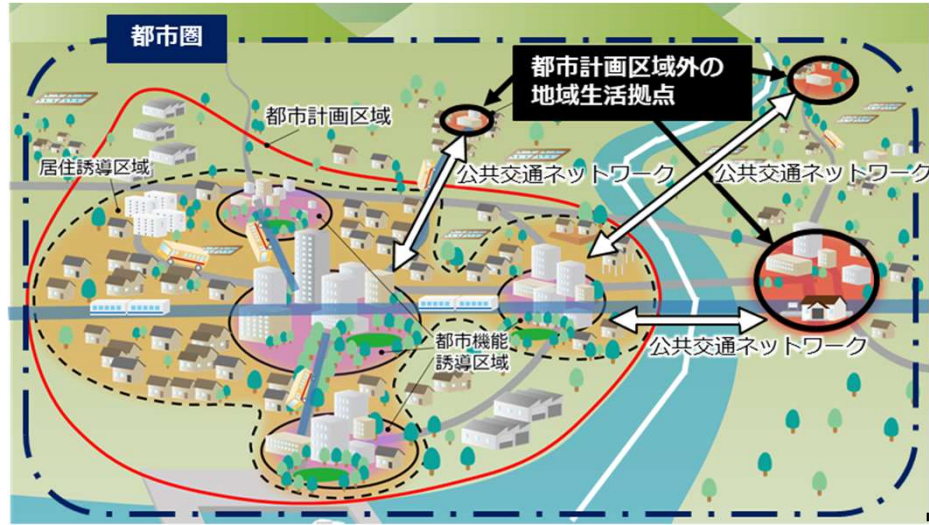 都市圏
都市計画区域外の
地域生活拠点
都市計画区域
居住誘導区域
公共交通ネットワーク
公共交通ネットワーク
都市機能
誘導区域
公共交通ネットワーク